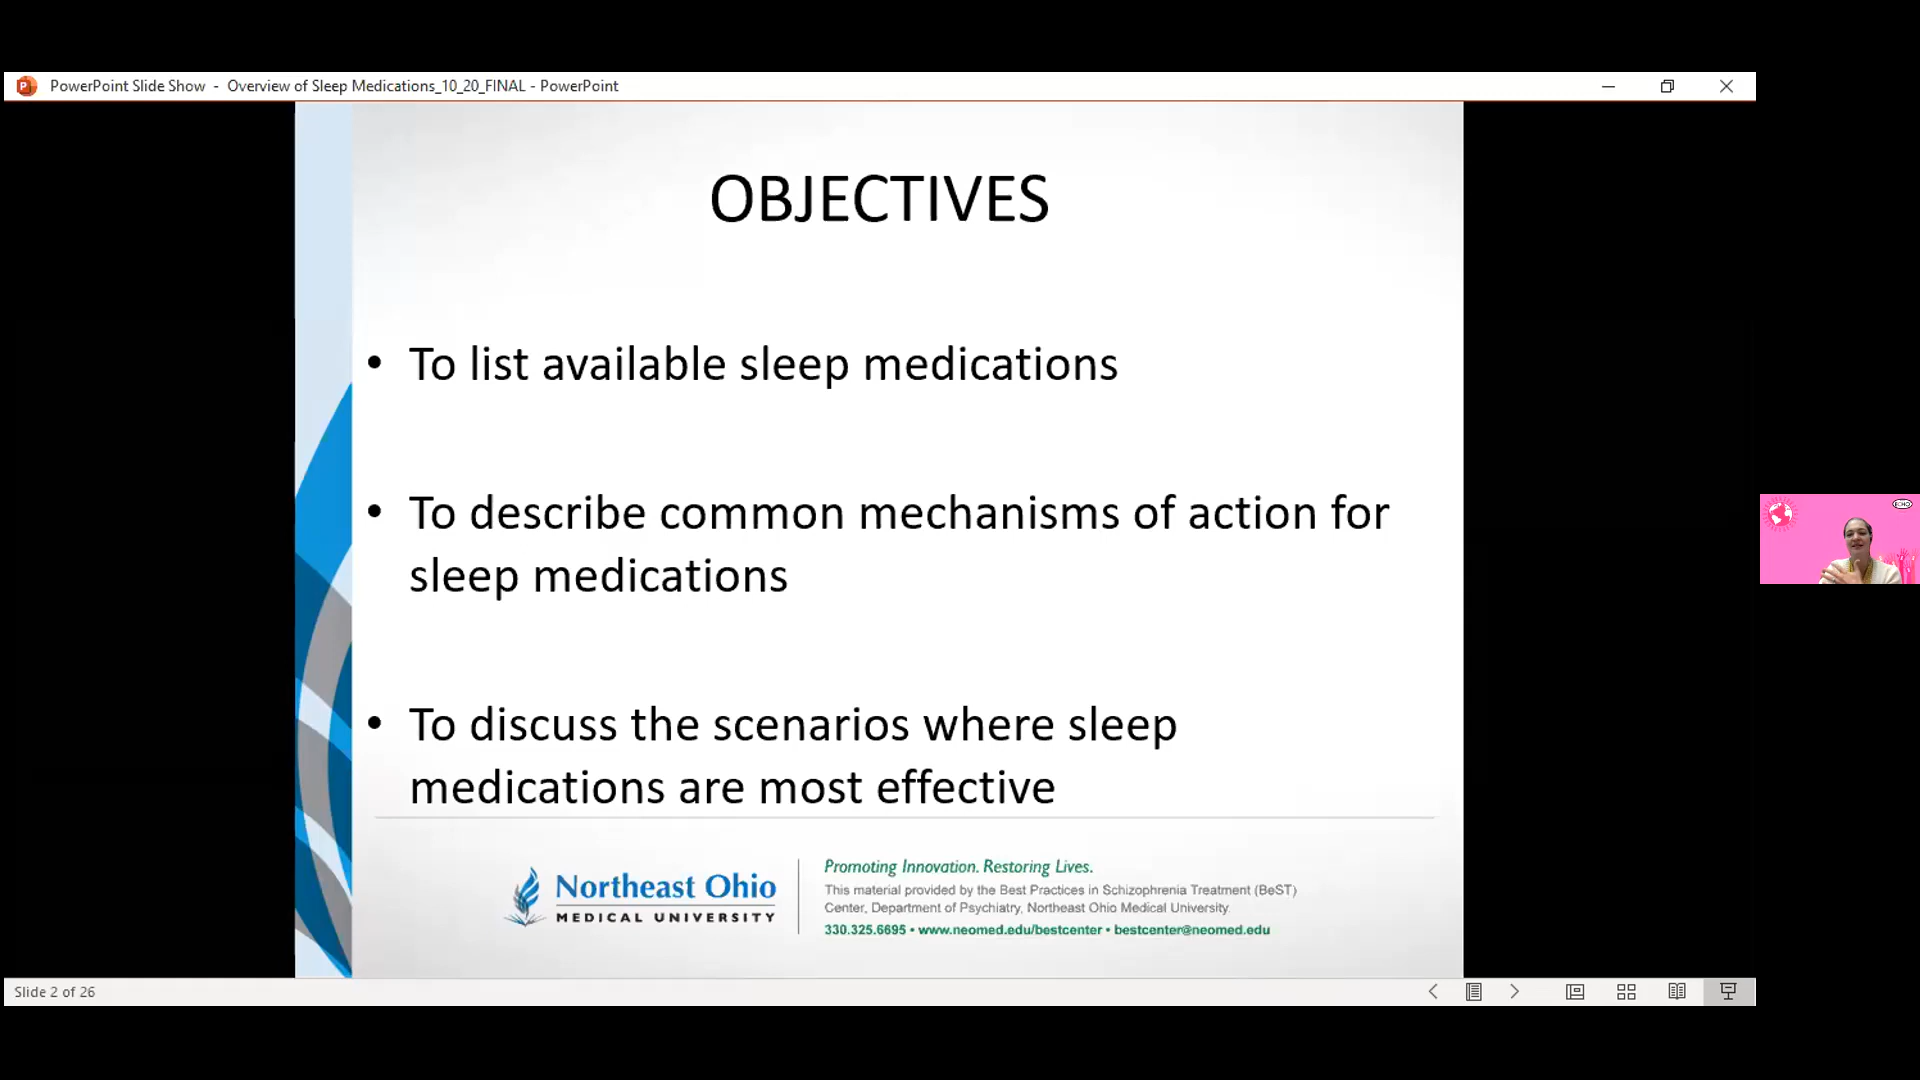 PowerPoint Slide Show - Overview of Sleep Medications_10_20_FINAL - PowerPoint
OBJECTIVES
• To list available sleep medications
• To describe common mechanisms of action for
sleep medications
• To discuss the scenarios where sleep
medications are most effective
Northeast Ohio
MEDICAL UNIVERSITY
Promoting Innovation. Restoring Lives.
This material provided by the Best Practices in Schizophrenia Treatment (BeST)
Center, Department of Psychiatry, Northeast Ohio Medical University.
330.325.6695 • www.neomed.edu/bestcenter • bestcenter@neomed.edu
ECHO
Slide 2 of 26